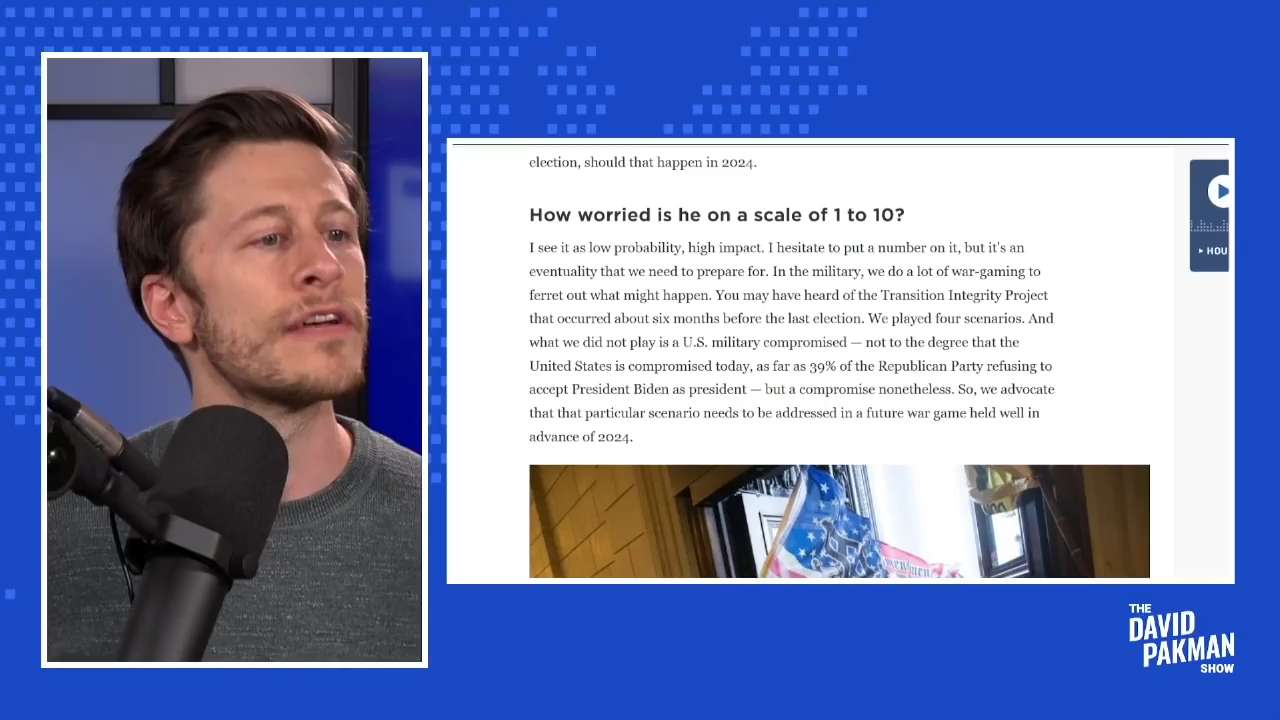 election, should that happen in 2024.
How worried is he on a scale of 1 to 10?
I see it as low probability, high impact. I hesitate to put a number on it, but it's an
eventuality that we need to prepare for. In the military, we do a lot of war-gaming to
ferret out what might happen. You may have heard of the Transition Integrity Project
that occurred about six months before the last election. We played four scenarios. And
what we did not play is a U.S. military compromised — not to the degree that the
United States is compromised today, as far as 39% of the Republican Party refusing to
accept President Biden as president — but a compromise nonetheless. So, we advocate
that that particular scenario needs to be addressed in a future war game held well in
advance of 2024.
HOU
THE
DAVID
PAKMAN
SHOW